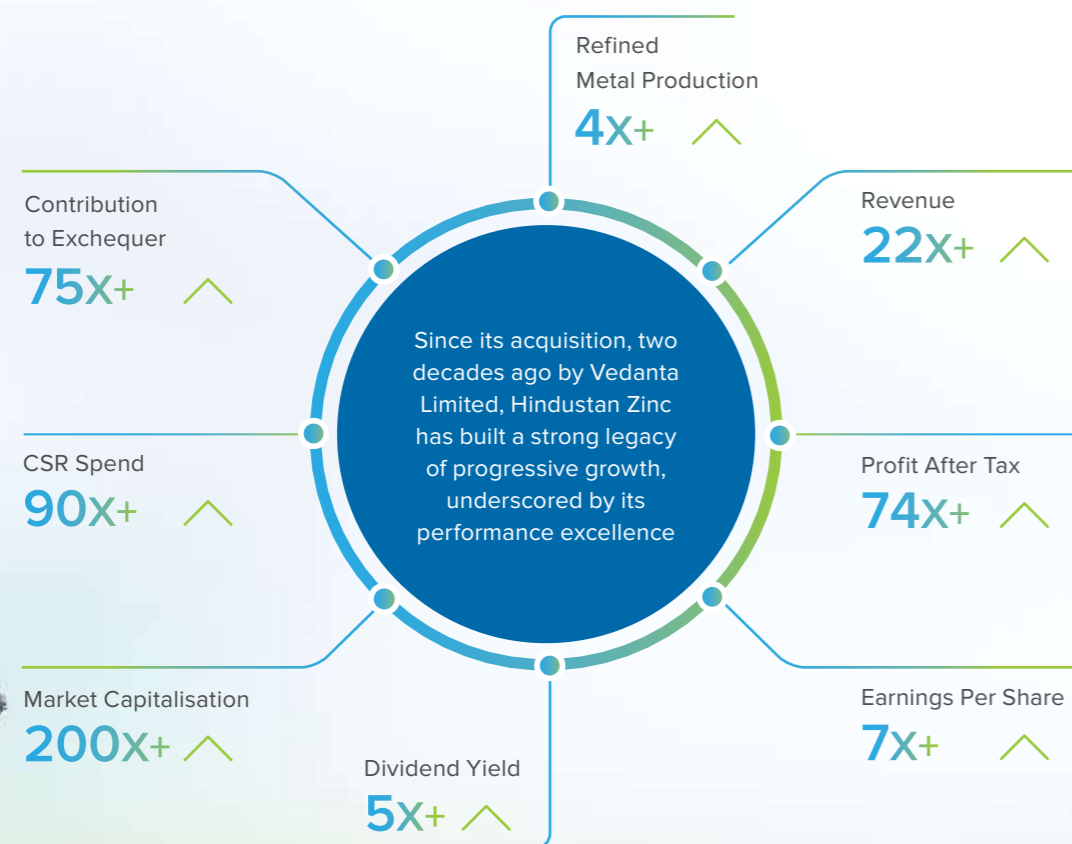 Refined
Metal Production
4X+
Revenue
22X+
Profit After Tax
74X+
Earnings Per Share
7X+
Dividend Yield
5X+
Market Capitalisation
200X+
CSR Spend
90X+
Contribution
to Exchequer
75X+
Since its acquisition, two
decades ago by Vedanta
Limited, Hindustan Zinc
has built a strong legacy
of progressive growth,
underscored by its
performance excellence